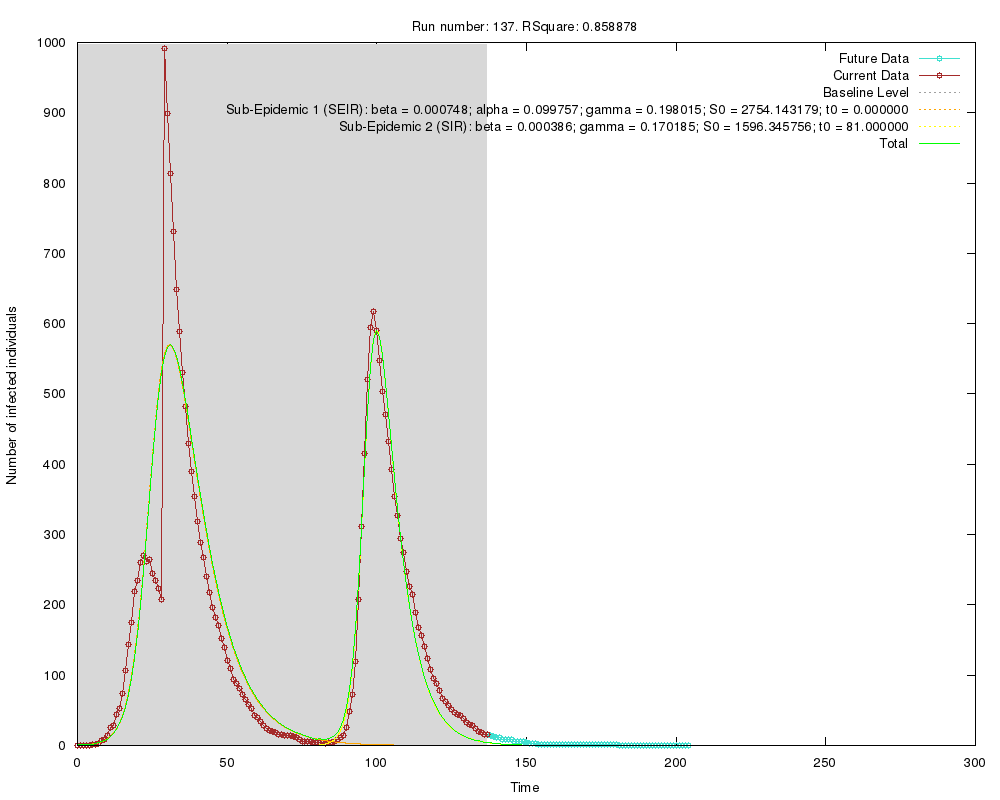 Run number: 137. RSquare: 0.858878
1000
900
800
700
600
500
400
300
200
100
0
Number of infected individuals
Future Data
Current Data
Baseline Level
Sub-Epidemic 1 (SEIR): beta = 0.000748; alpha = 0.099757; gamma = 0.198015; S0 = 2754.143179; t0 = 0.000000
Sub-Epidemic 2 (SIR): beta = 0.000386; gamma = 0.170185; S0 = 1596.345756; t0 = 81.000000
Total
0 50 100 150 200 250 300
Time